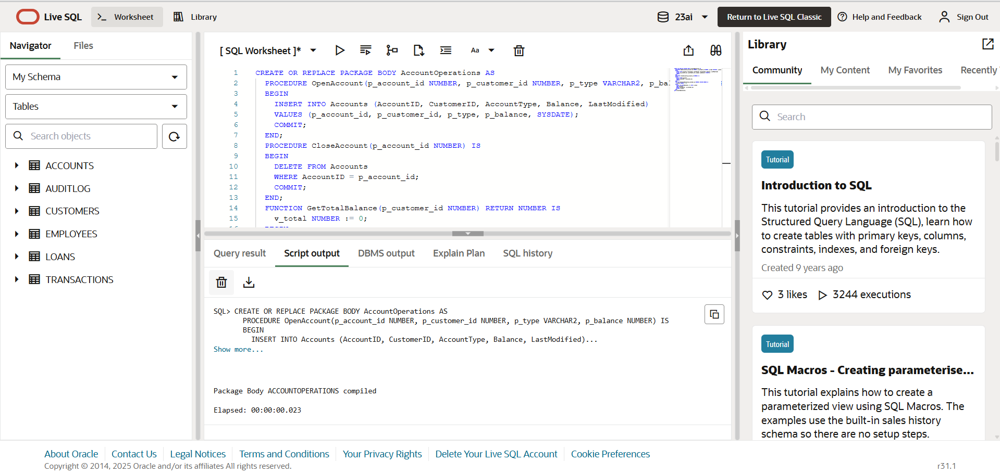 Live SQL
Worksheet
Library
23ai
Return to Live SQL Classic
Help and Feedback
Sign Out
Navigator
Files
My Schema
Tables
Search objects
ACCOUNTS
AUDITLOG
CUSTOMERS
EMPLOYEES
LOANS
TRANSACTIONS
[ SQL Worksheet ]*
Aa
1 CREATE OR REPLACE PACKAGE BODY AccountOperations AS
2 PROCEDURE OpenAccount(p_account_id NUMBER, p_customer_id NUMBER, p_type VARCHAR2, p_bal
3 BEGIN
4 INSERT INTO Accounts (AccountID, CustomerID, AccountType, Balance, LastModified)
5 VALUES (p_account_id, p_customer_id, p_type, p_balance, SYSDATE);
6 COMMIT;
7 END;
8 PROCEDURE CloseAccount(p_account_id NUMBER) IS
9 BEGIN
10 DELETE FROM Accounts
11 WHERE AccountID = p_account_id;
12 COMMIT;
13 END;
14 FUNCTION GetTotalBalance(p_customer_id NUMBER) RETURN NUMBER IS
15 v_total NUMBER := 0;
Query result
Script output
DBMS output
Explain Plan
SQL history
SQL> CREATE OR REPLACE PACKAGE BODY AccountOperations AS
PROCEDURE OpenAccount(p_account_id NUMBER, p_customer_id NUMBER, p_type VARCHAR2, p_balance NUMBER) IS
BEGIN
INSERT INTO Accounts (AccountID, CustomerID, AccountType, Balance, LastModified)...
Show more...
Package Body ACCOUNTOPERATIONS compiled
Elapsed: 00:00:00.023
Library
Community
My Content
My Favorites
Recently
Search
Tutorial
Introduction to SQL
This tutorial provides an introduction to the
Structured Query Language (SQL), learn how
to create tables with primary keys, columns,
constraints, indexes, and foreign keys.
Created 9 years ago
3 likes
3244 executions
Tutorial
SQL Macros - Creating parameterise...
This tutorial explains how to create a
parameterized view using SQL Macros. The
examples use the built-in sales history
schema so there are no setup steps.
About Oracle
Contact Us
Legal Notices
Terms and Conditions
Your Privacy Rights
Delete Your Live SQL Account
Cookie Preferences
Copyright © 2014, 2025 Oracle and/or its affiliates All rights reserved.
r31.1